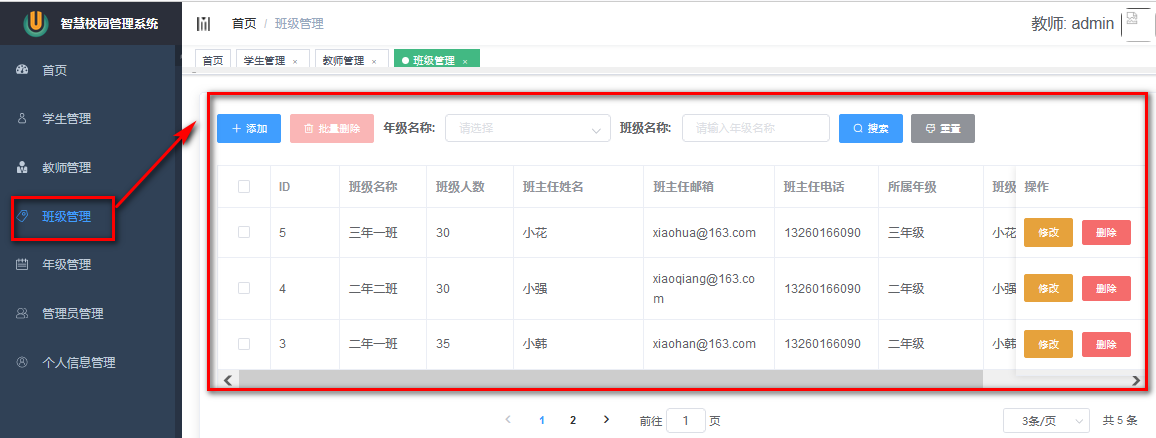 智慧校园管理系统
首页 / 班级管理
教师: admin
首页
学生管理 ×
教师管理 ×
班级管理 ×
首页
学生管理
教师管理
班级管理
年级管理
管理员管理
个人信息管理
+ 添加
批量删除
年级名称:
请选择
班级名称:
请输入年级名称
搜索
重置
ID 班级名称 班级人数 班主任姓名 班主任邮箱 班主任电话 所属年级 班级 操作
5 三年一班 30 小花 xiaohua@163.com 13260166090 三年级 小花 修改 删除
4 二年二班 30 小强 xiaoqiang@163.co
m 13260166090 二年级 小强 修改 删除
3 二年一班 35 小韩 xiaohan@163.com 13260166090 二年级 小韩 修改 删除
< 1 2 > 前往 1 页
3条/页
共 5 条